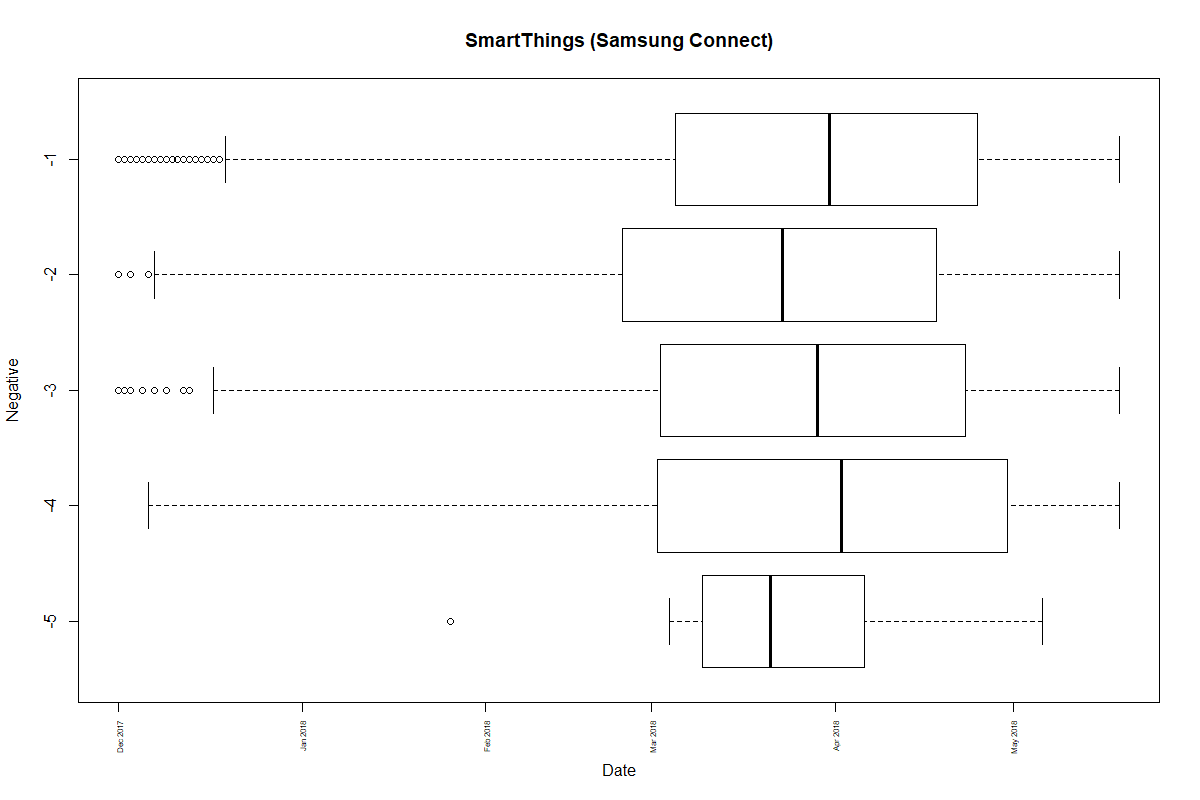 SmartThings (Samsung Connect)
Negative
-1
-2
-3
-4
-5
Dec 2017
Jan 2018
Feb 2018
Mar 2018
Apr 2018
May 2018
Date